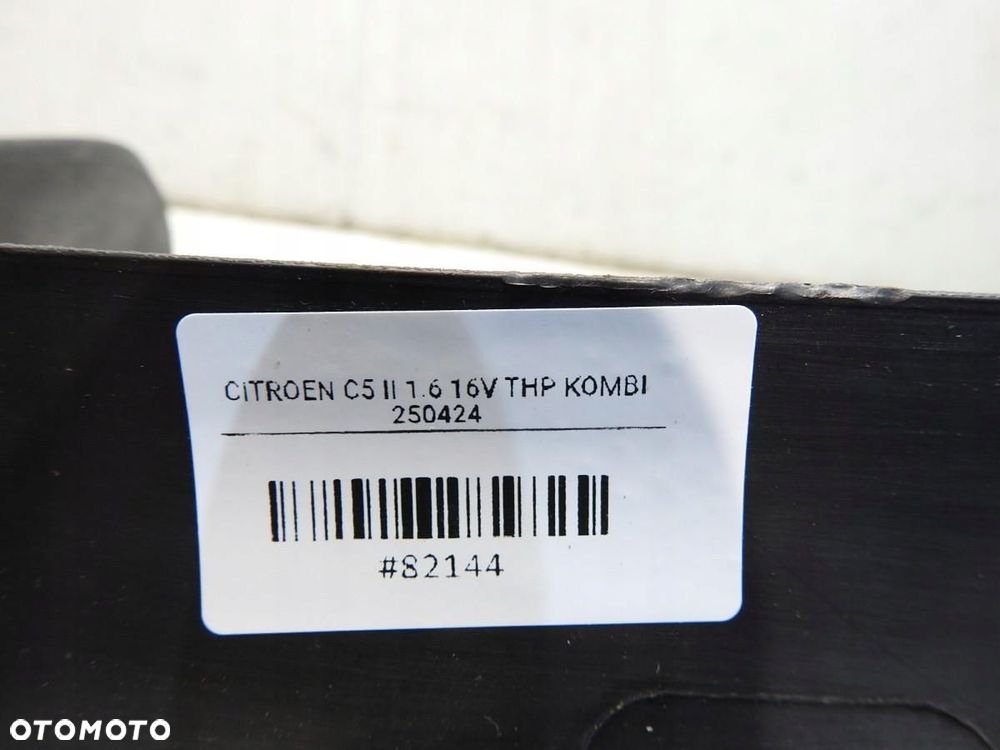 CITROEN C5 II 1.6 16V THP KOMBI
250424
#82144
OTOMOTO